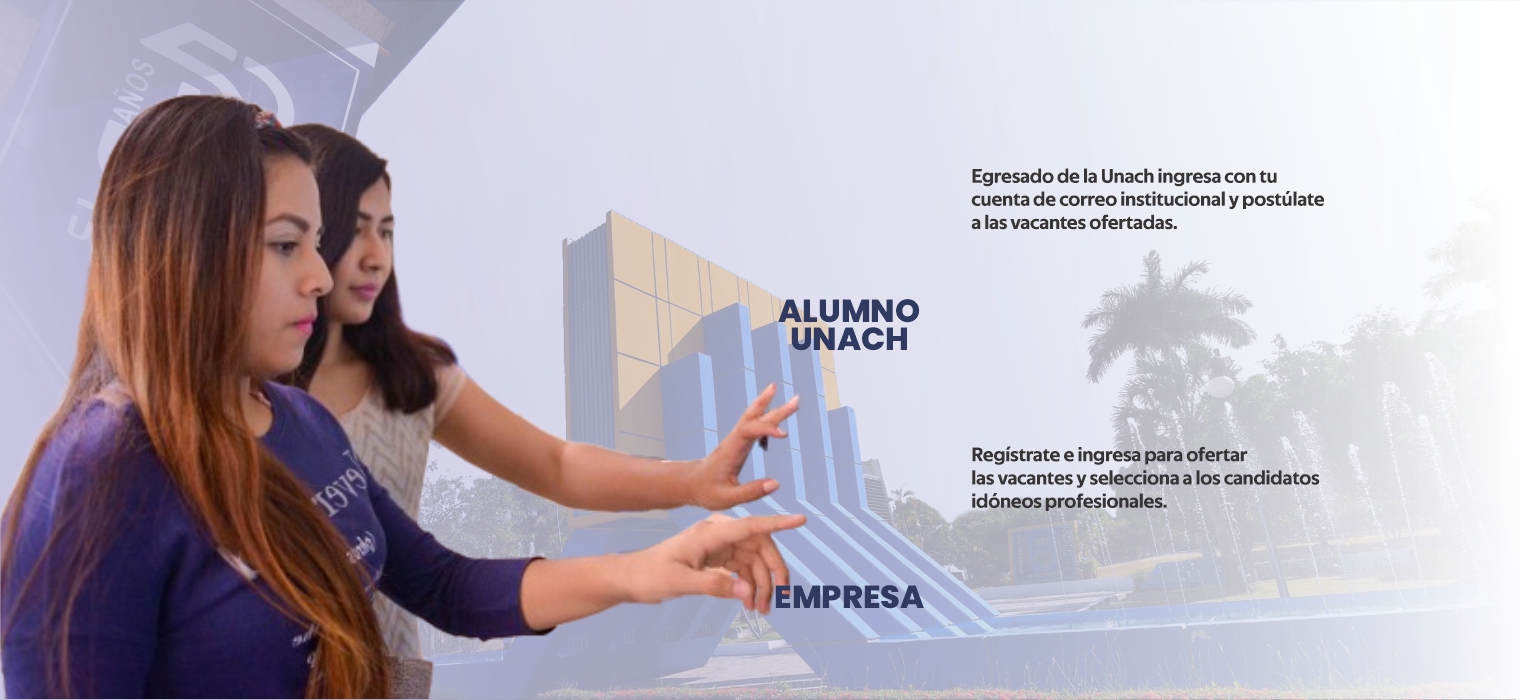 AÑOS
Egresado de la Unach ingresa con tu
cuenta de correo institucional y postúlate
a las vacantes ofertadas.
ALUMNO
UNACH
Regístrate e ingresa para ofertar
las vacantes y selecciona a los candidatos
idóneos profesionales.
EMPRESA